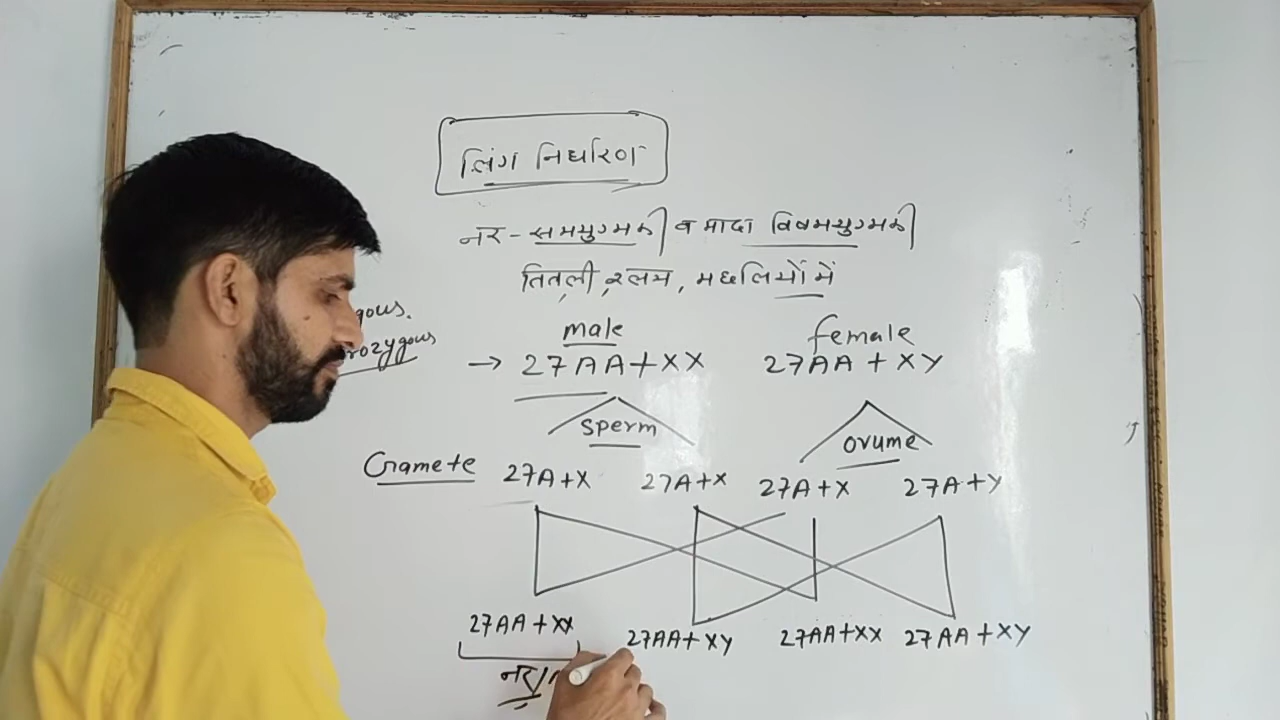 लिंग निर्धारण
नर - समयुग्मकी व मादा विषमयुग्मकी
तितली, श्लभ, मछलियों में
gous.
rozygous
male female
→ 27AA+XX 27AA+XY
sperm ovume
Gamete 27A+X 27A+X 27A+X 27A+Y
27AA+XX 27AA+XY 27AA+XX 27AA+XY
नर/